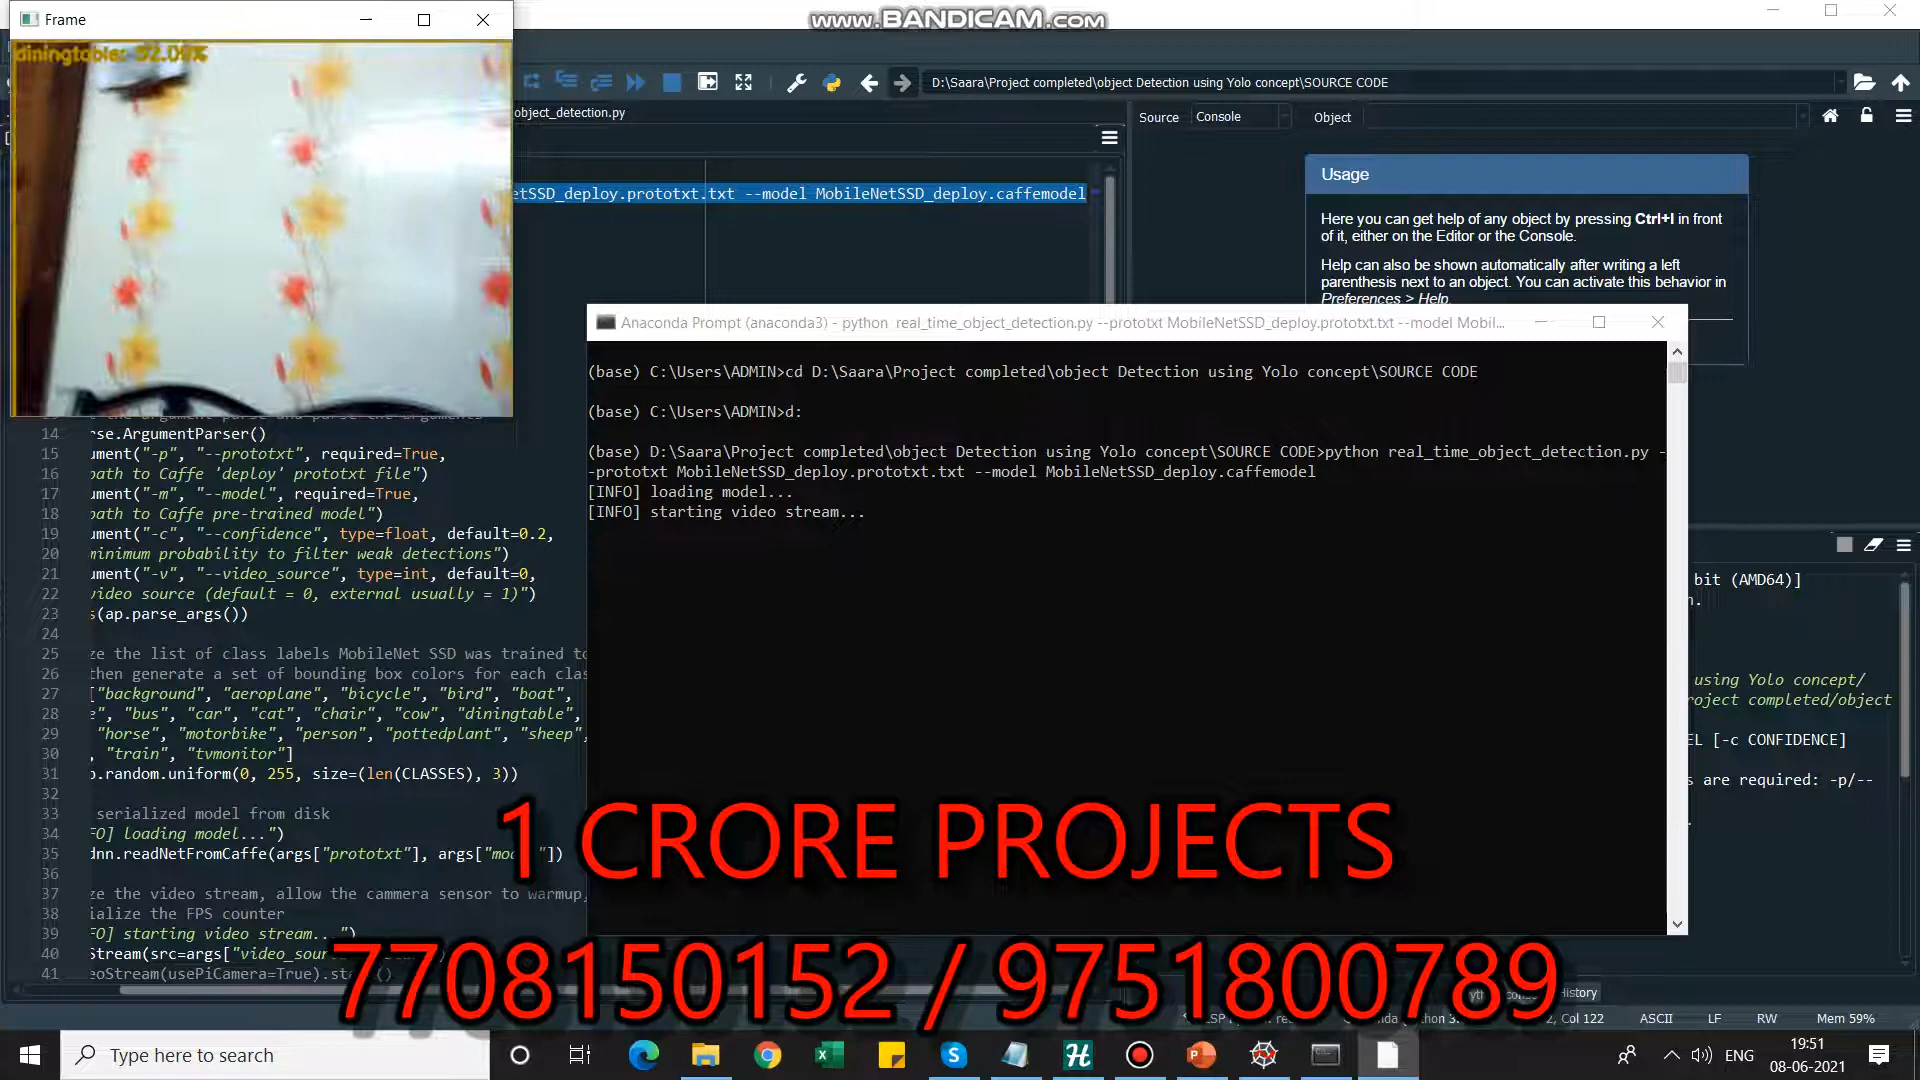 Frame
www.BANDICAM.com
diningtable: 92.09%
D:\Saara\Project completed\object Detection using Yolo concept\SOURCE CODE
object_detection.py
Source
Console
Object
etSSD_deploy.prototxt.txt --model MobileNetSSD_deploy.caffemodel
Usage
Here you can get help of any object by pressing Ctrl+I in front
of it, either on the Editor or the Console.
Help can also be shown automatically after writing a left
parenthesis next to an object. You can activate this behavior in
Preferences > Help.
Anaconda Prompt (anaconda3) - python real_time_object_detection.py --prototxt MobileNetSSD_deploy.prototxt.txt --model Mobil...
(base) C:\Users\ADMIN>cd D:\Saara\Project completed\object Detection using Yolo concept\SOURCE CODE
(base) C:\Users\ADMIN>d:
(base) D:\Saara\Project completed\object Detection using Yolo concept\SOURCE CODE>python real_time_object_detection.py -
-prototxt MobileNetSSD_deploy.prototxt.txt --model MobileNetSSD_deploy.caffemodel
[INFO] loading model...
[INFO] starting video stream...
the argument parse and parse the arguments
14 rse.ArgumentParser()
15 ument("-p", "--prototxt", required=True,
16 path to Caffe 'deploy' prototxt file")
17 ument("-m", "--model", required=True,
18 path to Caffe pre-trained model")
19 ument("-c", "--confidence", type=float, default=0.2,
20 minimum probability to filter weak detections")
21 ument("-v", "--video_source", type=int, default=0,
22 video source (default = 0, external usually = 1)")
23 s(ap.parse_args())
24
25 ze the list of class labels MobileNet SSD was trained to
26 then generate a set of bounding box colors for each clas
27 ["background", "aeroplane", "bicycle", "bird", "boat",
28 e", "bus", "car", "cat", "chair", "cow", "diningtable",
29 "horse", "motorbike", "person", "pottedplant", "sheep",
30 , "train", "tvmonitor"]
31 p.random.uniform(0, 255, size=(len(CLASSES), 3))
32
33 serialized model from disk
34 FO] loading model...")
35 dnn.readNetFromCaffe(args["prototxt"], args["mo "])
36
37 ze the video stream, allow the cammera sensor to warmup,
38 ialize the FPS counter
39 FO] starting video stream...")
40 Stream(src=args["video_sour
41 eoStream(usePiCamera=True).st ()
bit (AMD64)]
n.
using Yolo concept/
roject completed/object
EL [-c CONFIDENCE]
s are required: -p/--
1 CRORE PROJECTS
7708150152 / 9751800789
History
Col 122
ASCII
LF
RW
Mem 59%
Type here to search
ENG
19:51
08-06-2021